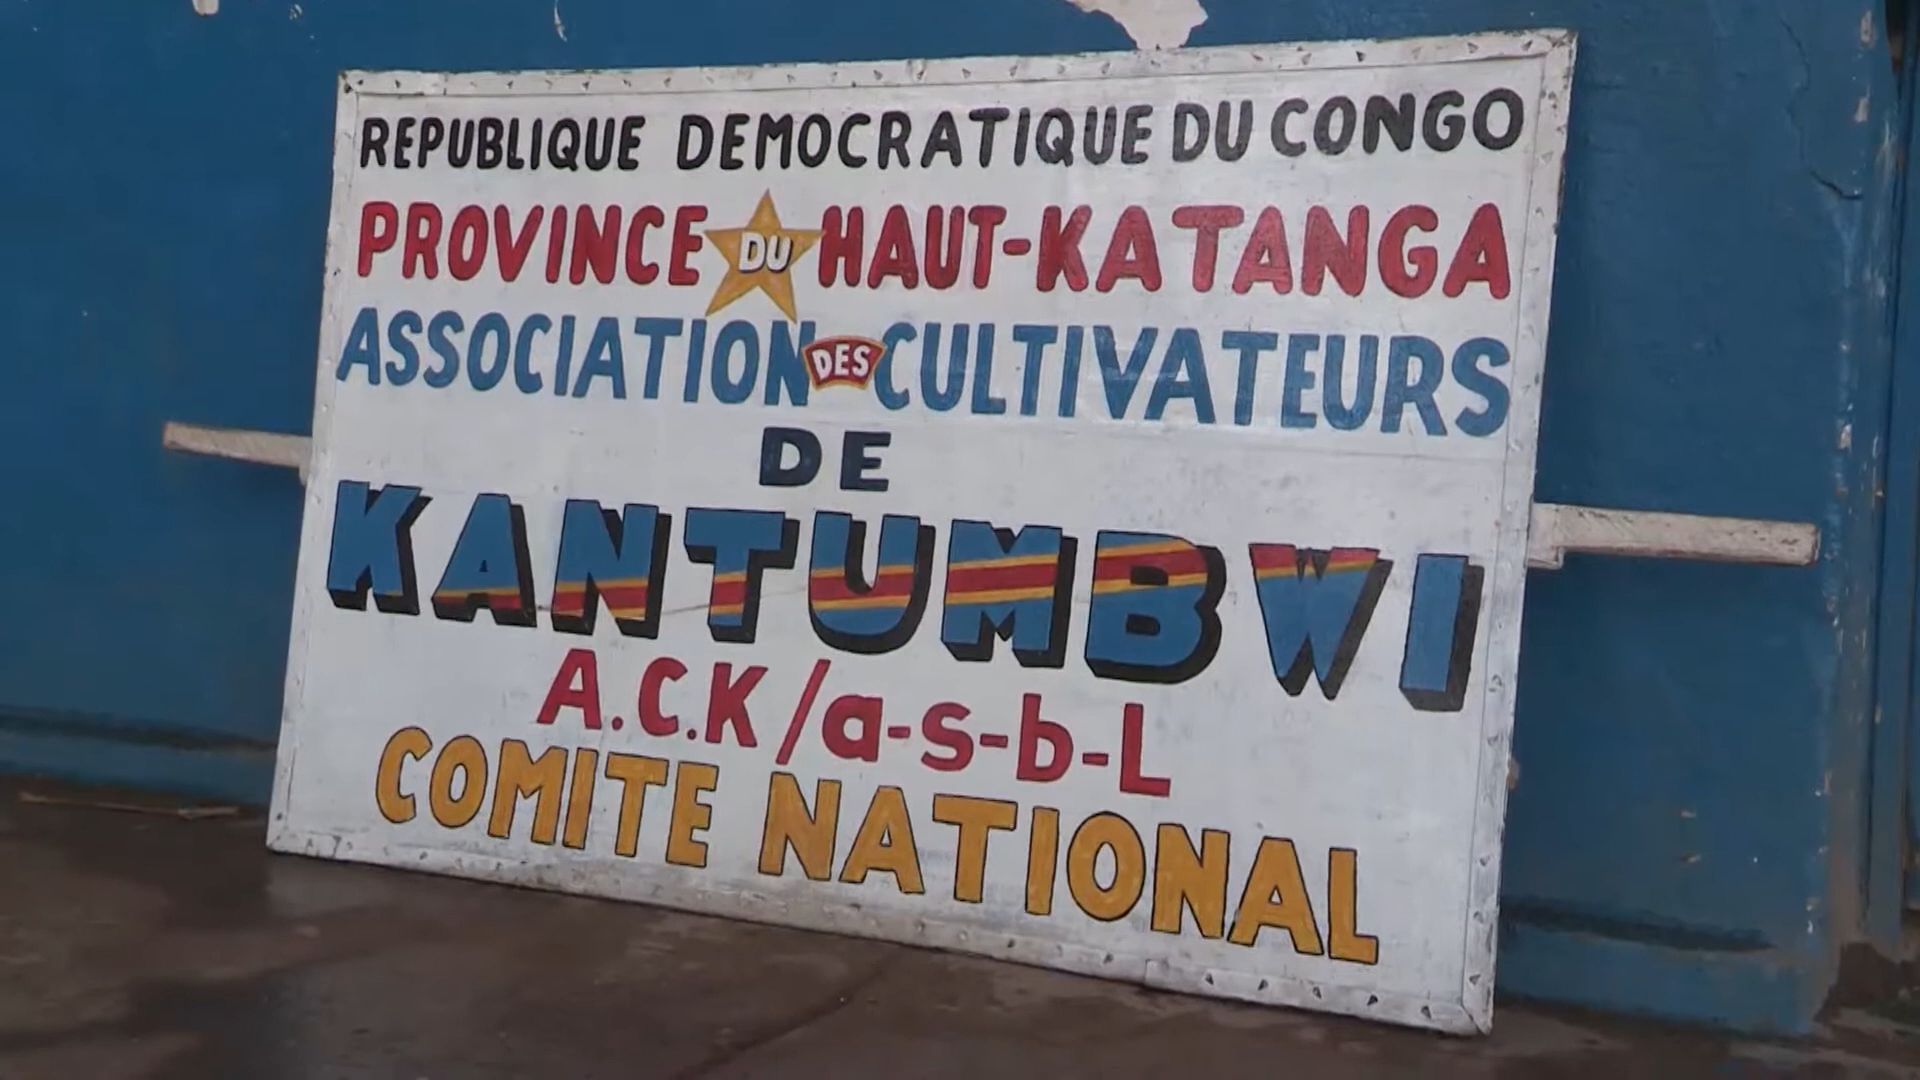 REPUBLIQUE DEMOCRATIQUE DU CONGO
PROVINCE DU HAUT-KATANGA
ASSOCIATION DES CULTIVATEURS
DE
KANTUMBWI
A.C.K/a-s-b-L
COMITE NATIONAL